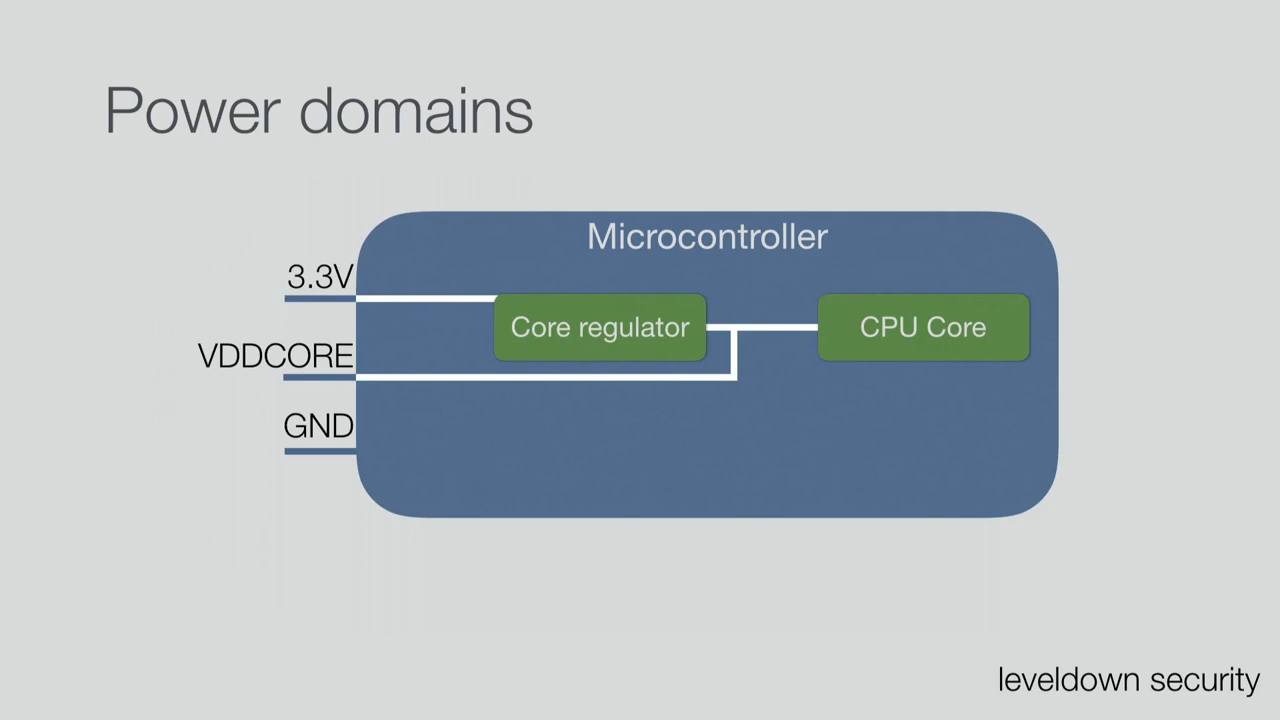 Power domains
Microcontroller
3.3V
Core regulator
CPU Core
VDDCORE
GND
leveldown security